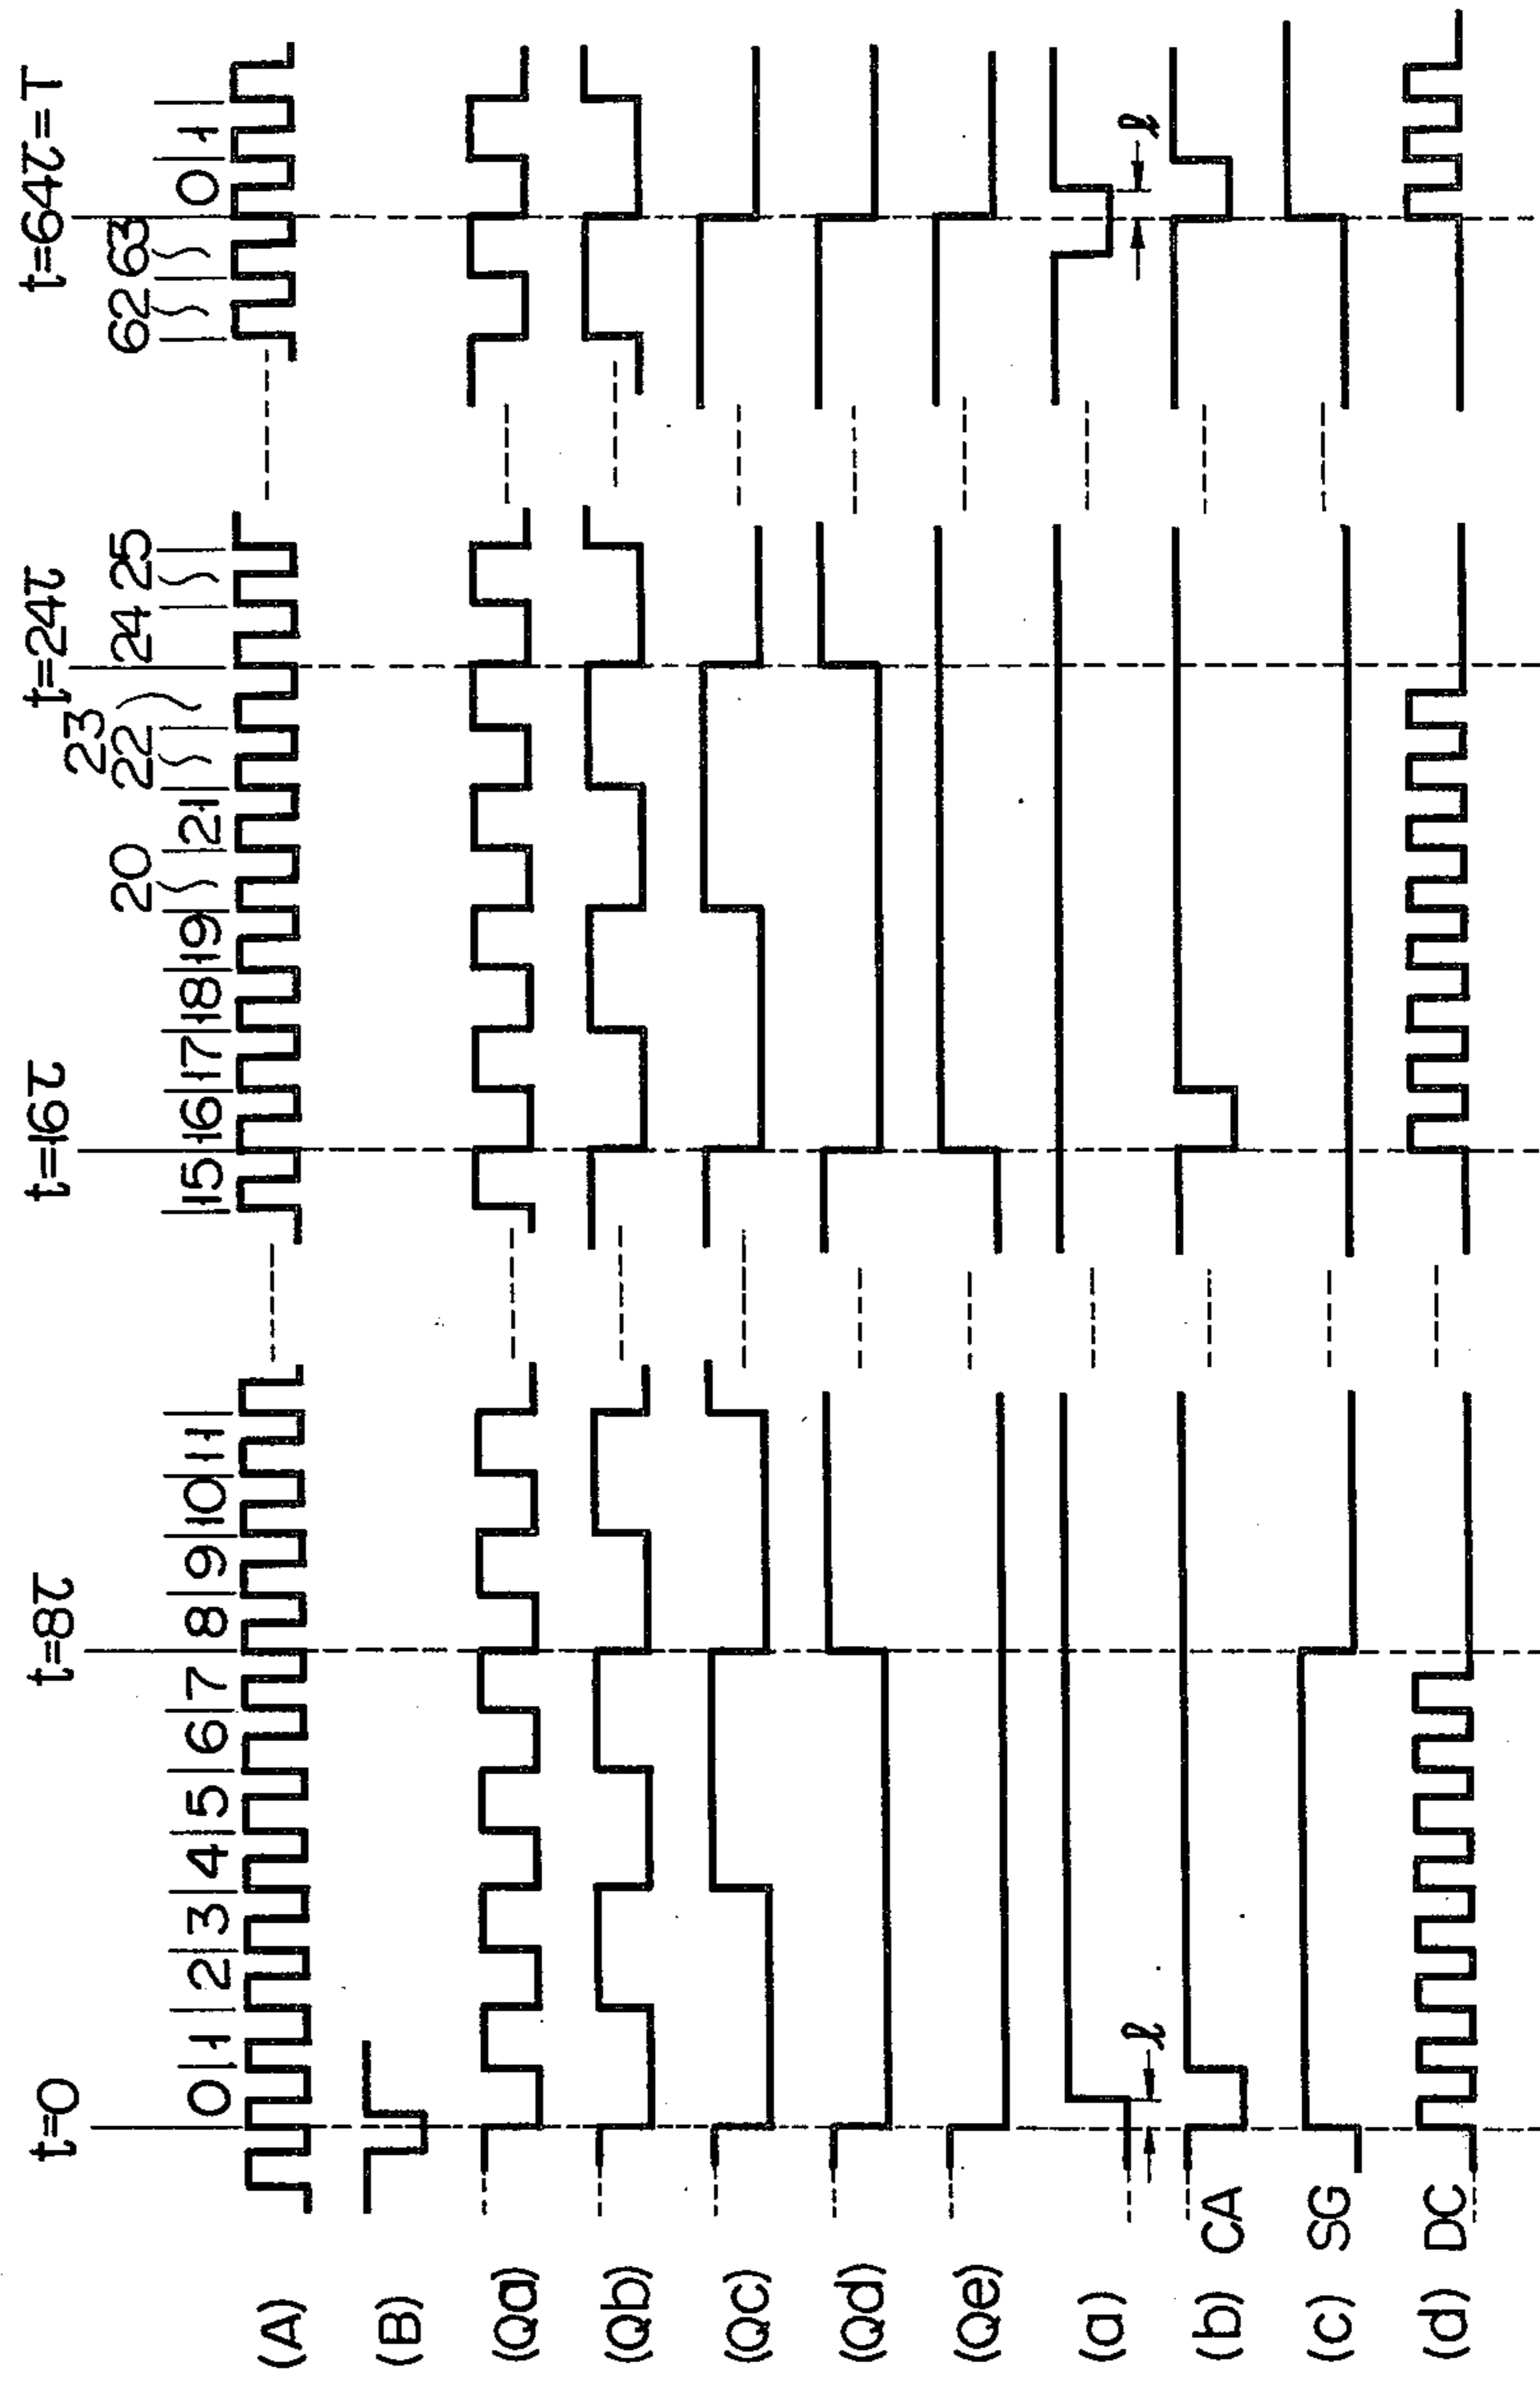 t=0 t=8τ t=16τ t=24τ t=64τ=T
0 1 2 3 4 5 6 7 8 9 10 11 15 16 17 18 19 20 21 22 23 24 25 62 63 0 1
(A)
(B)
(Qa)
(Qb)
(Qc)
(Qd)
(Qe)
(a) ℓ ℓ
(b) CA
(c) SG
(d) DC